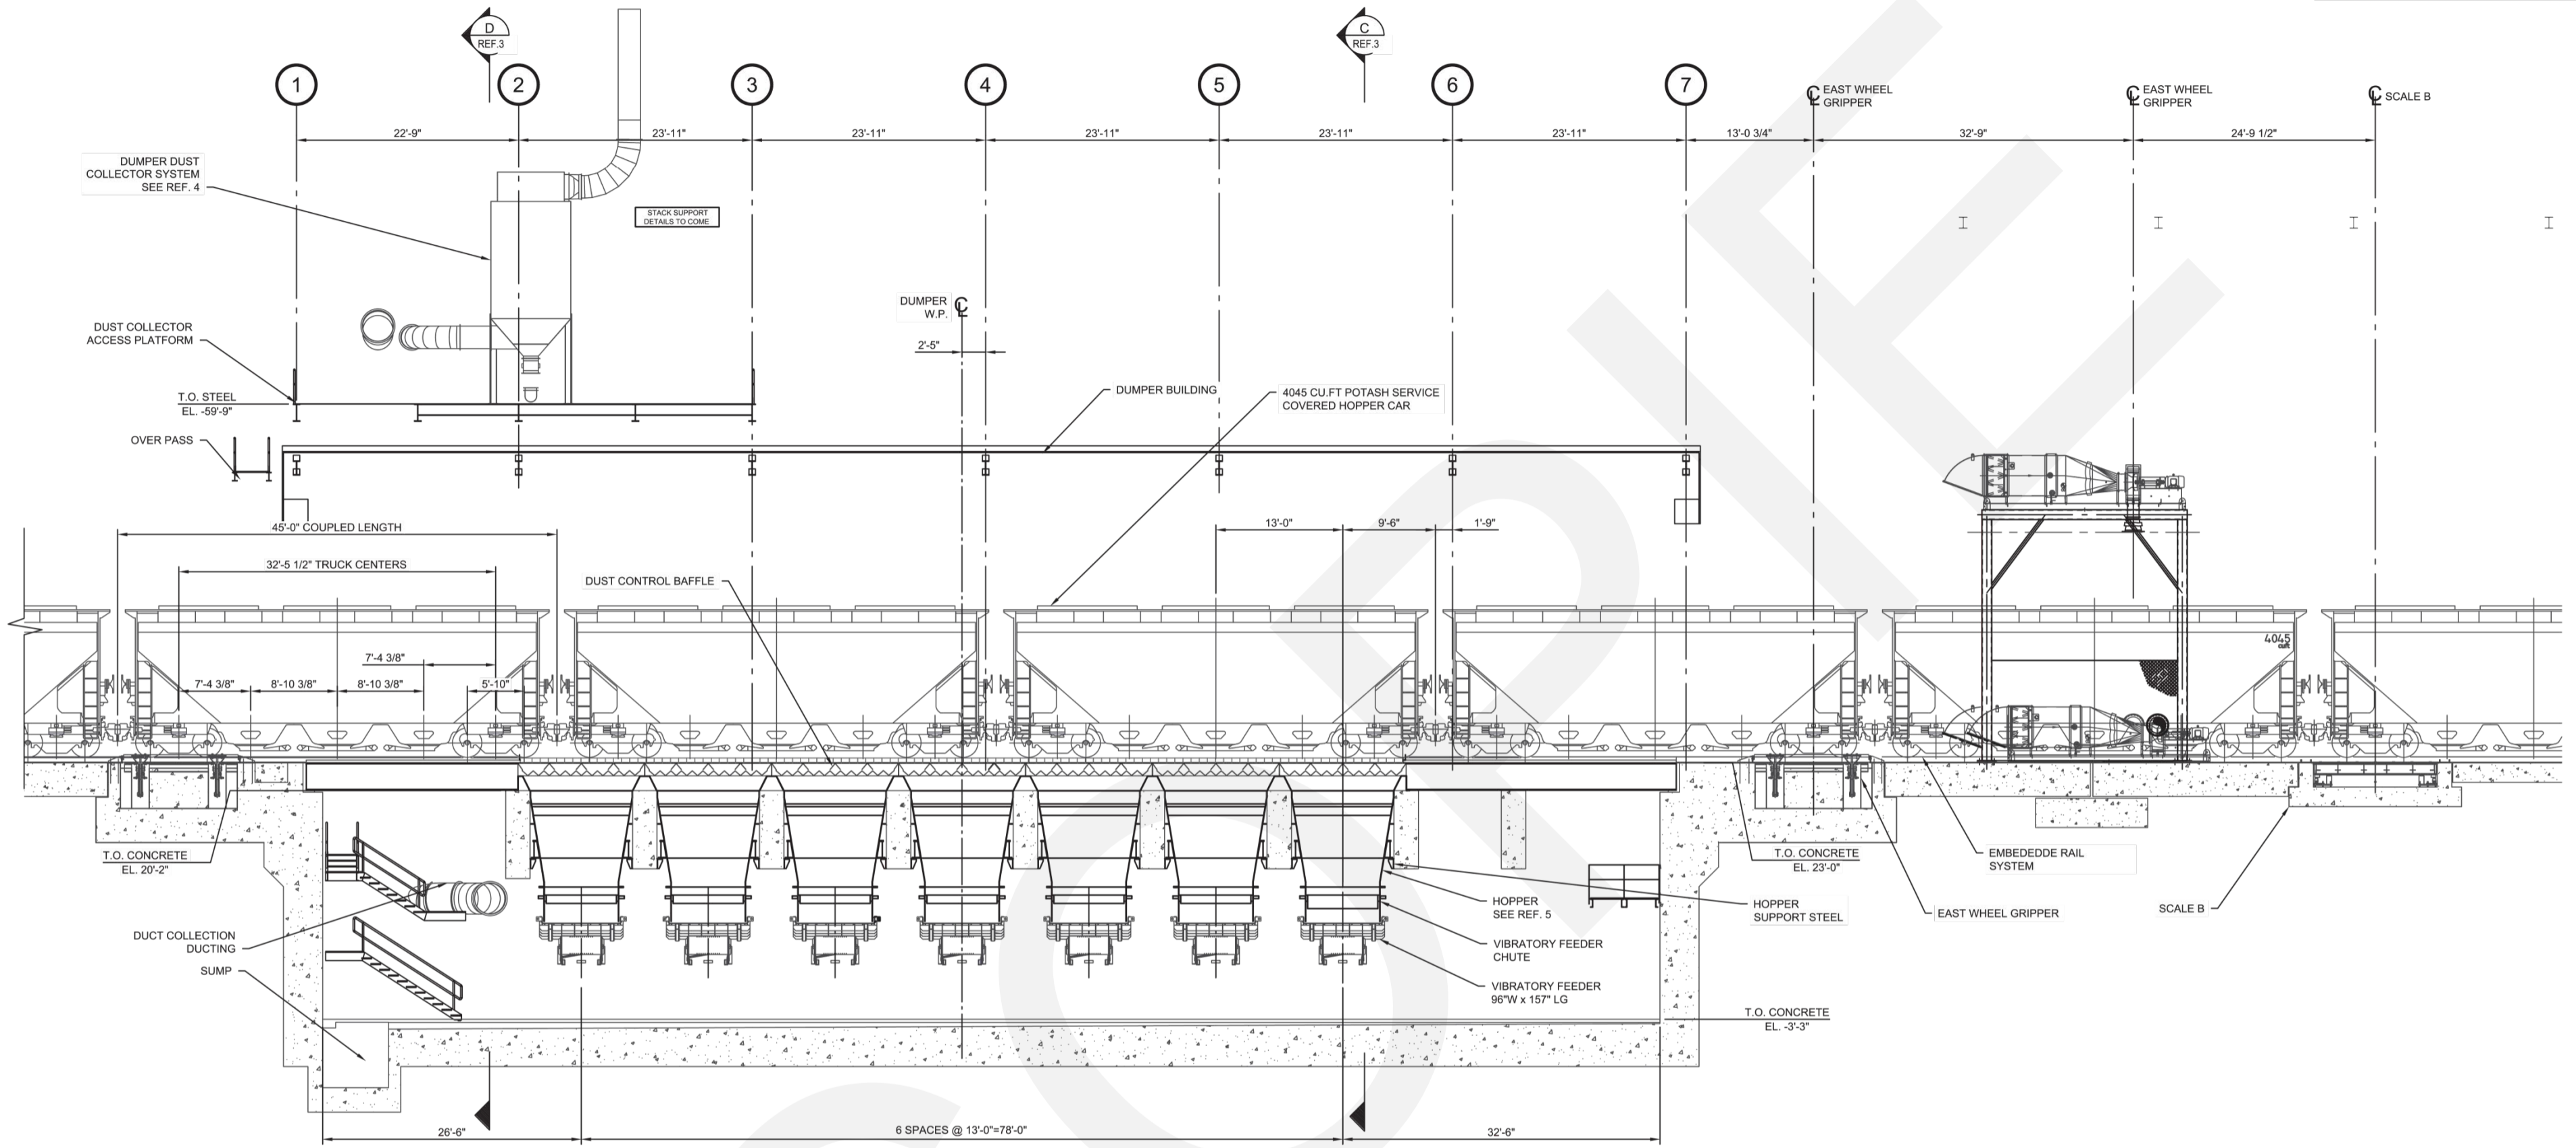 D
REF.3
C
REF.3
1
2
3
4
5
6
7
℄ EAST WHEEL
GRIPPER
℄ EAST WHEEL
GRIPPER
℄ SCALE B
22'-9"
23'-11"
23'-11"
23'-11"
23'-11"
23'-11"
13'-0 3/4"
32'-9"
24'-9 1/2"
DUMPER DUST
COLLECTOR SYSTEM
SEE REF. 4
STACK SUPPORT
DETAILS TO COME
DUMPER ℄
W.P.
DUST COLLECTOR
ACCESS PLATFORM
2'-5"
T.O. STEEL
EL. -59'-9"
DUMPER BUILDING
4045 CU.FT POTASH SERVICE
COVERED HOPPER CAR
OVER PASS
45'-0" COUPLED LENGTH
13'-0"
9'-6"
1'-9"
32'-5 1/2" TRUCK CENTERS
DUST CONTROL BAFFLE
4045
cuft
7'-4 3/8"
7'-4 3/8"
8'-10 3/8"
8'-10 3/8"
5'-10"
T.O. CONCRETE
EL. 20'-2"
T.O. CONCRETE
EL. 23'-0"
EMBEDEDDE RAIL
SYSTEM
HOPPER
SEE REF. 5
HOPPER
SUPPORT STEEL
EAST WHEEL GRIPPER
SCALE B
DUCT COLLECTION
DUCTING
VIBRATORY FEEDER
CHUTE
SUMP
VIBRATORY FEEDER
96"W x 157" LG
T.O. CONCRETE
EL. -3'-3"
26'-6"
6 SPACES @ 13'-0"=78'-0"
32'-6"
COPIE